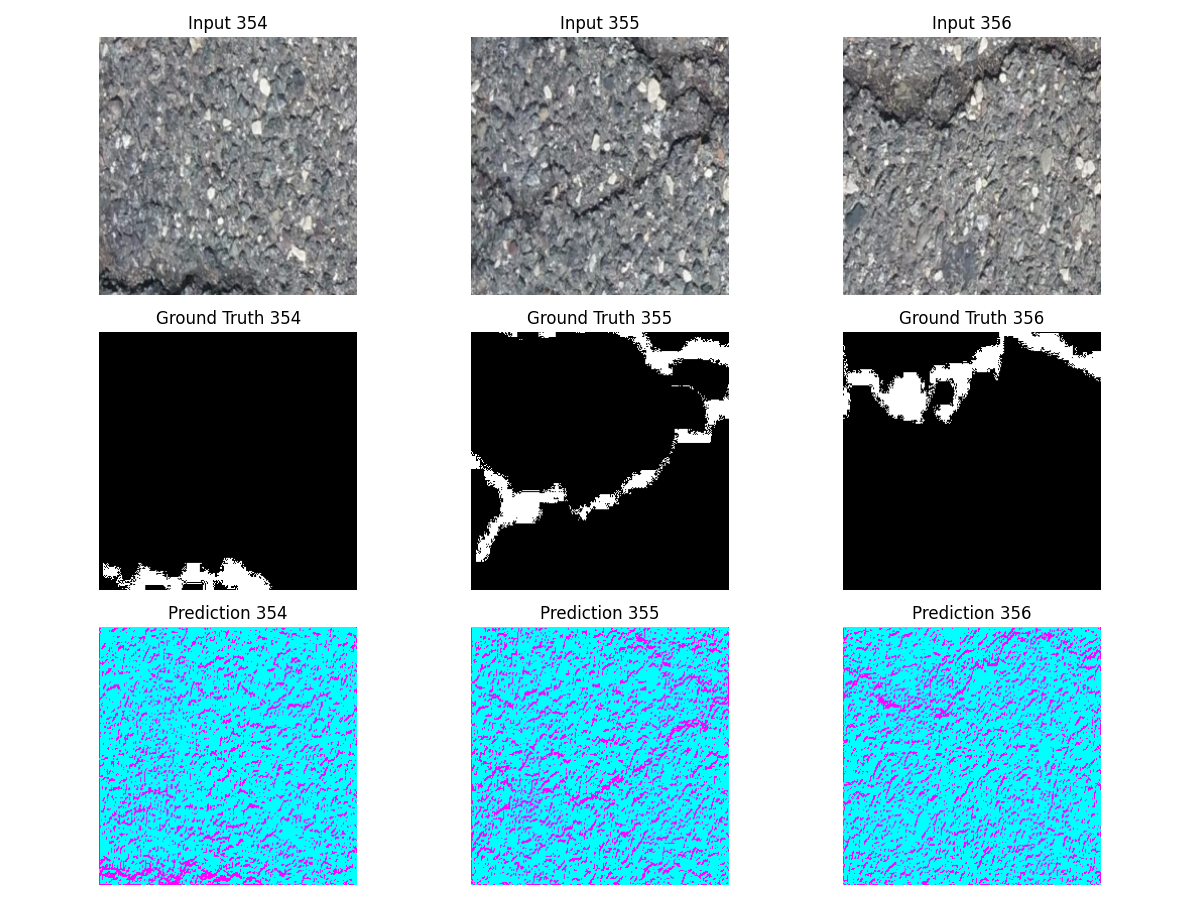 Input 354
Input 355
Input 356
Ground Truth 354
Ground Truth 355
Ground Truth 356
Prediction 354
Prediction 355
Prediction 356